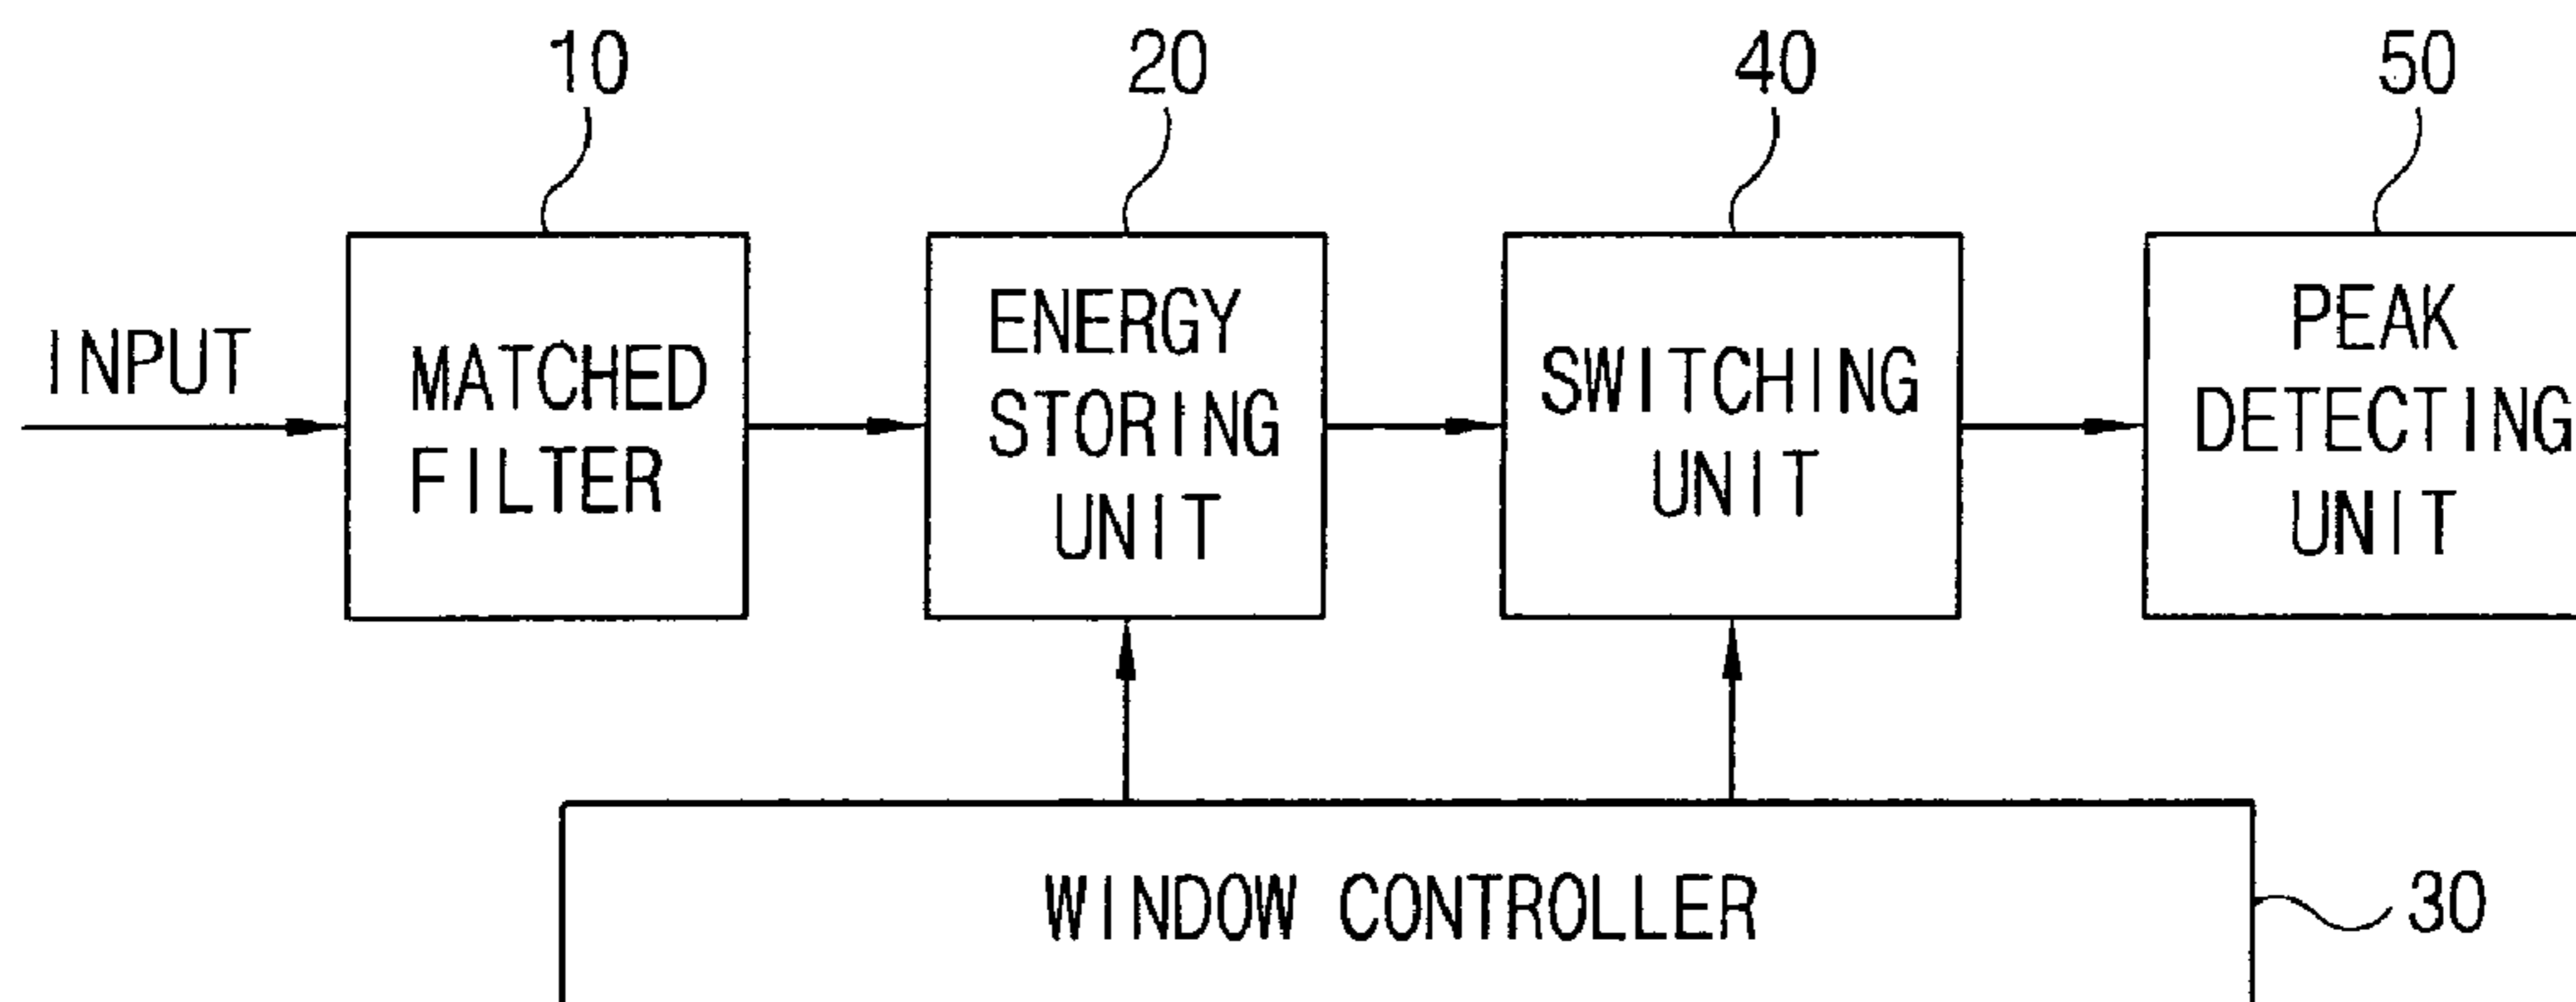 10
20
40
50
INPUT
MATCHED
FILTER
ENERGY
STORING
UNIT
SWITCHING
UNIT
PEAK
DETECTING
UNIT
WINDOW CONTROLLER
30